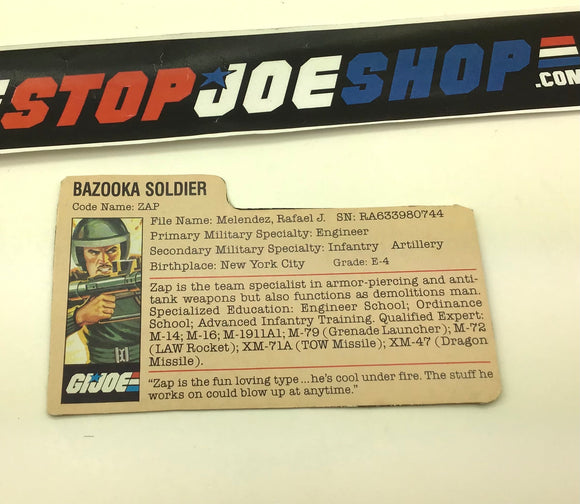 STOPJOESHOP
.COM
BAZOOKA SOLDIER
Code Name: ZAP
File Name: Melendez, Rafael J. SN: RA633980744
Primary Military Specialty: Engineer
Secondary Military Specialty: Infantry Artillery
Birthplace: New York City Grade: E-4
Zap is the team specialist in armor-piercing and anti-
tank weapons but also functions as demolitions man.
Specialized Education: Engineer School; Ordinance
School; Advanced Infantry Training. Qualified Expert:
M-14; M-16; M-1911A1; M-79 (Grenade Launcher); M-72
(LAW Rocket); XM-71A (TOW Missile); XM-47 (Dragon
Missile).
GI JOE
"Zap is the fun loving type...he's cool under fire. The stuff he
works on could blow up at anytime."